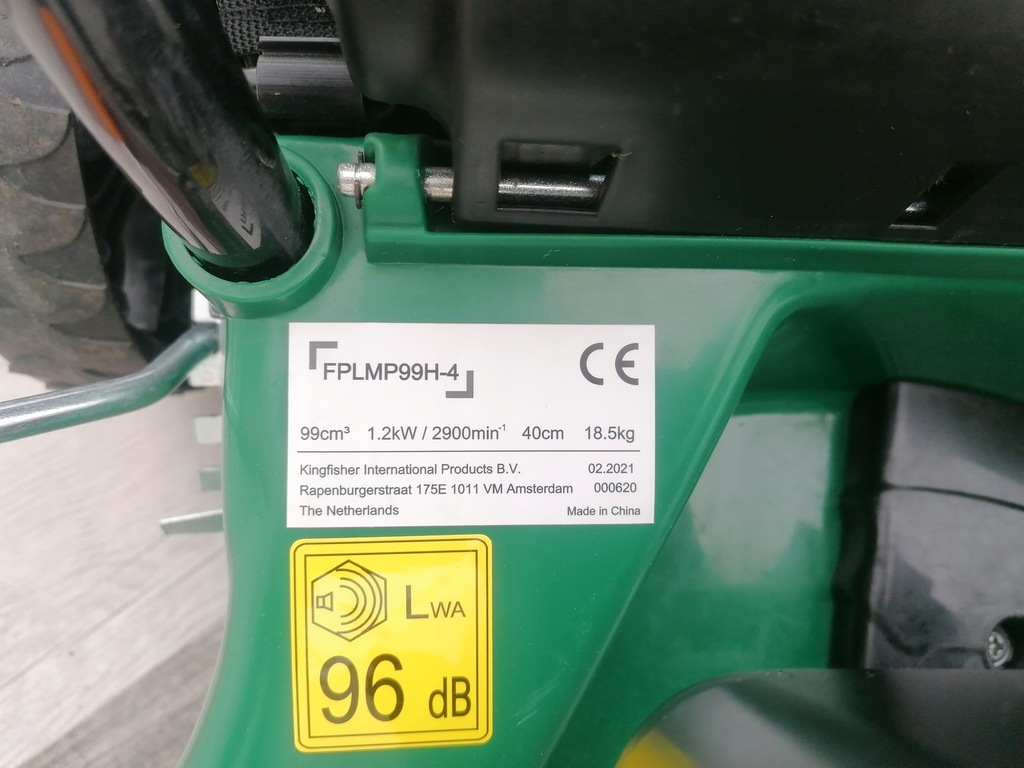 FPLMP99H-4 CE
99cm³ 1.2kW / 2900min⁻¹ 40cm 18.5kg
Kingfisher International Products B.V. 02.2021
Rapenburgerstraat 175E 1011 VM Amsterdam 000620
The Netherlands Made in China
LWA
96 dB